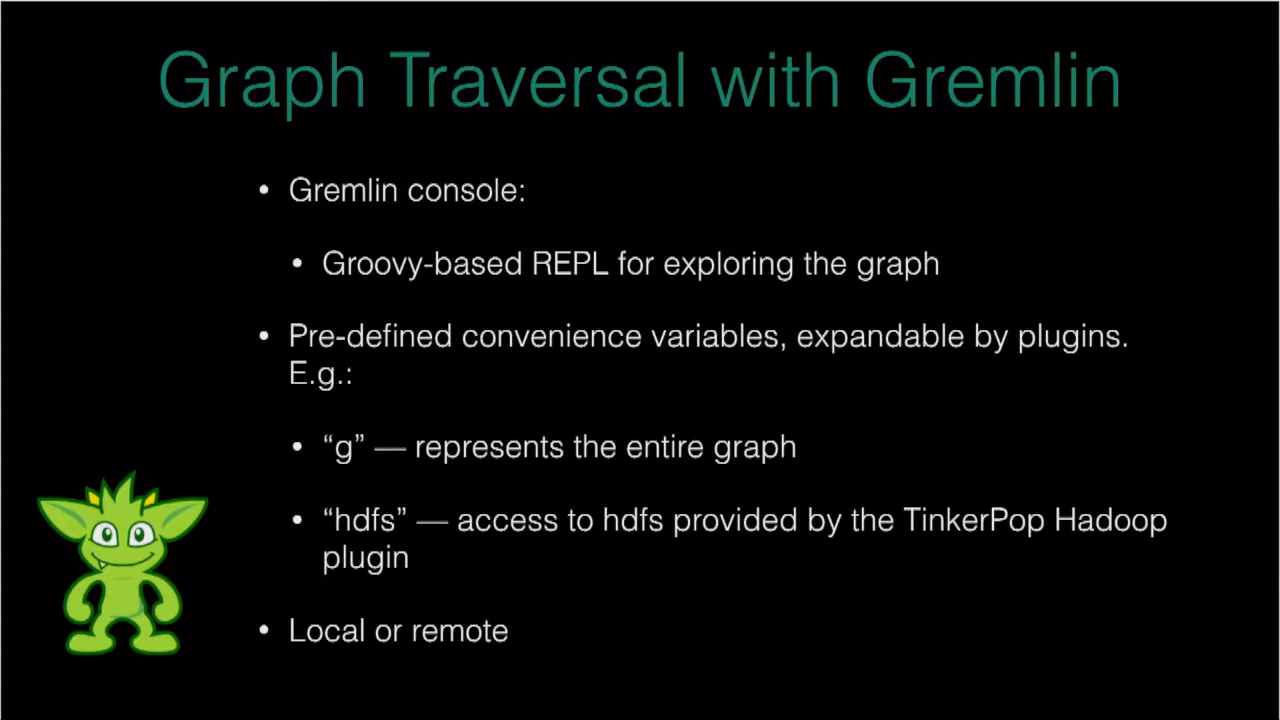 Graph Traversal with Gremlin
• Gremlin console:
• Groovy-based REPL for exploring the graph
• Pre-defined convenience variables, expandable by plugins.
E.g.:
• “g” — represents the entire graph
• “hdfs” — access to hdfs provided by the TinkerPop Hadoop
plugin
• Local or remote